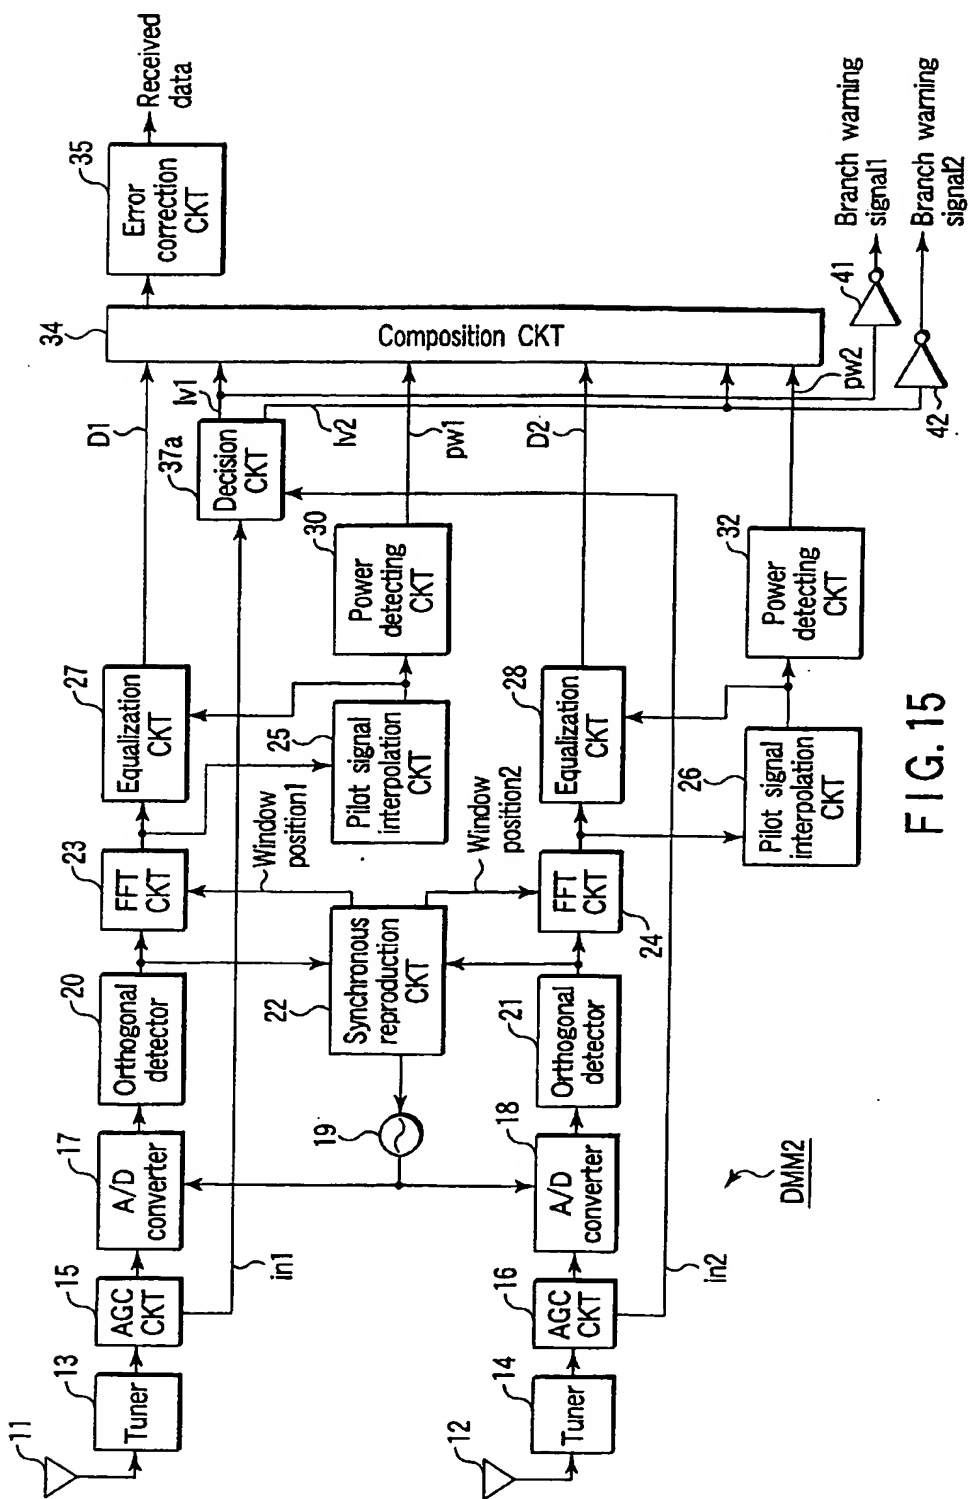 11
Tuner
13
AGC
CKT
15
A/D
converter
17
Orthogonal
detector
20
FFT
CKT
23
Equalization
CKT
27
D1
34
Composition CKT
Error
correction
CKT
35
Received
data
in1
19
Synchronous
reproduction
CKT
22
Window
position1
Window
position2
Pilot signal
interpolation
CKT
25
Power
detecting
CKT
30
Decision
CKT
37a
lv1
lv2
pw1
12
Tuner
14
AGC
CKT
16
in2
A/D
converter
18
Orthogonal
detector
21
FFT
CKT
24
Equalization
CKT
28
D2
Pilot signal
interpolation
CKT
26
Power
detecting
CKT
32
pw2
41
Branch warning
signal1
42
Branch warning
signal2
DMM2
FIG. 15